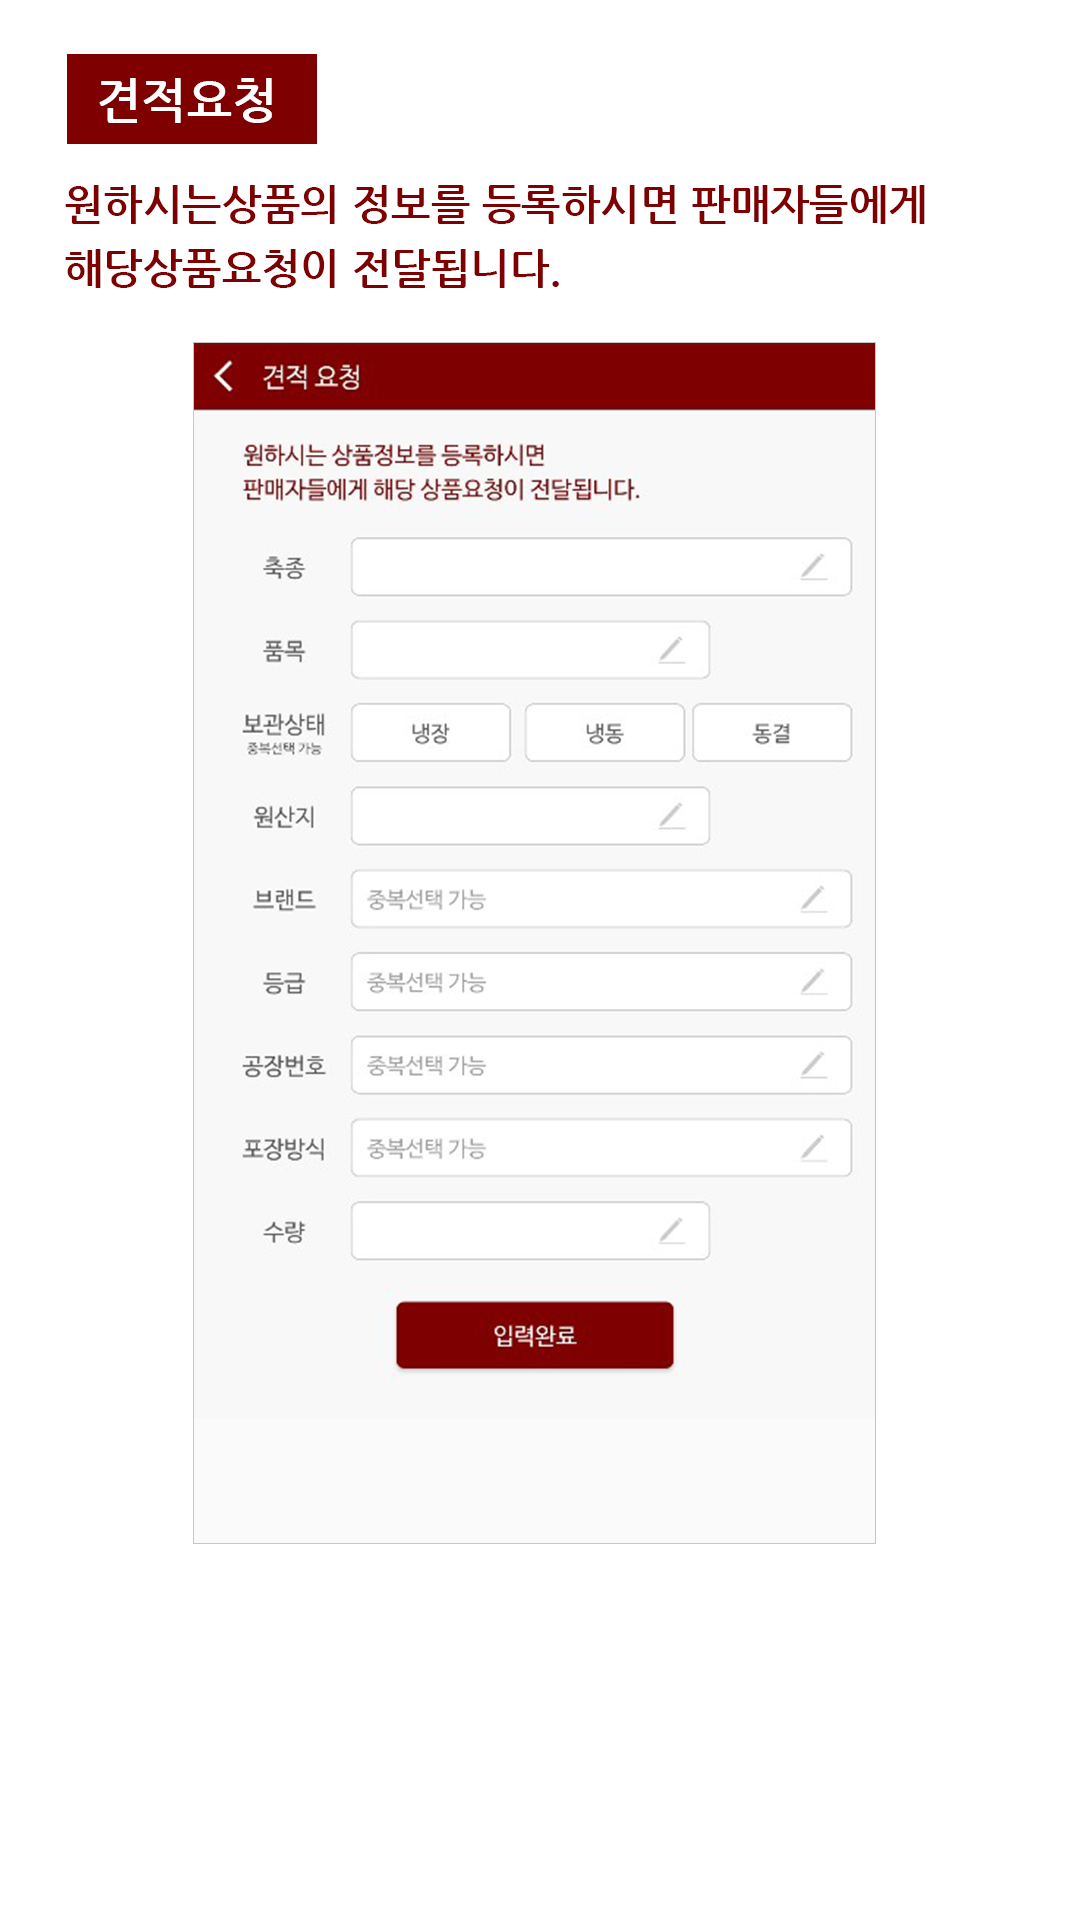 견적요청
원하시는상품의 정보를 등록하시면 판매자들에게
해당상품요청이 전달됩니다.
견적 요청
원하시는 상품정보를 등록하시면
판매자들에게 해당 상품요청이 전달됩니다.
축종
품목
보관상태 냉장 냉동 동결
중복선택 가능
원산지
브랜드 중복선택 가능
등급 중복선택 가능
공장번호 중복선택 가능
포장방식 중복선택 가능
수량
입력완료